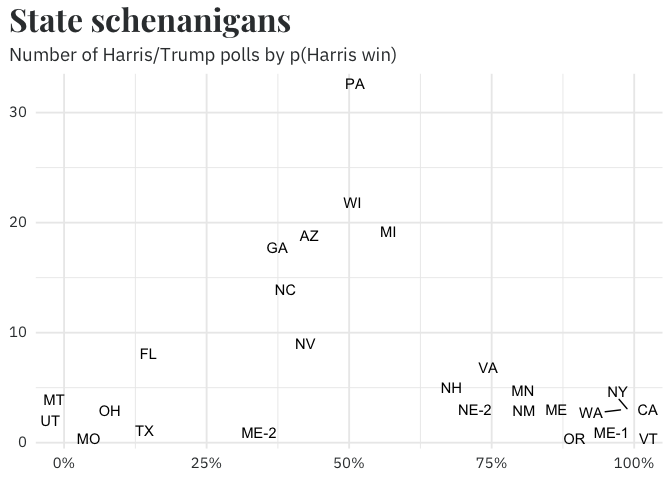 State schenanigans
Number of Harris/Trump polls by p(Harris win)
PA
30
WI
20
MI
AZ
GA
NC
10
NV
FL
VA
NH
MN
NY
MT
OH
NE-2
NM
ME
WA
CA
UT
TX
ME-2
ME-1
MO
OR
VT
0
0%
25%
50%
75%
100%